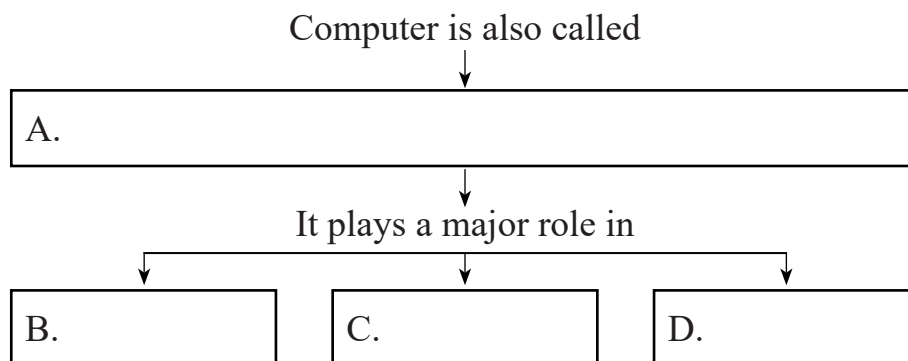 Computer is also called
A.
It plays a major role in
B. C. D.